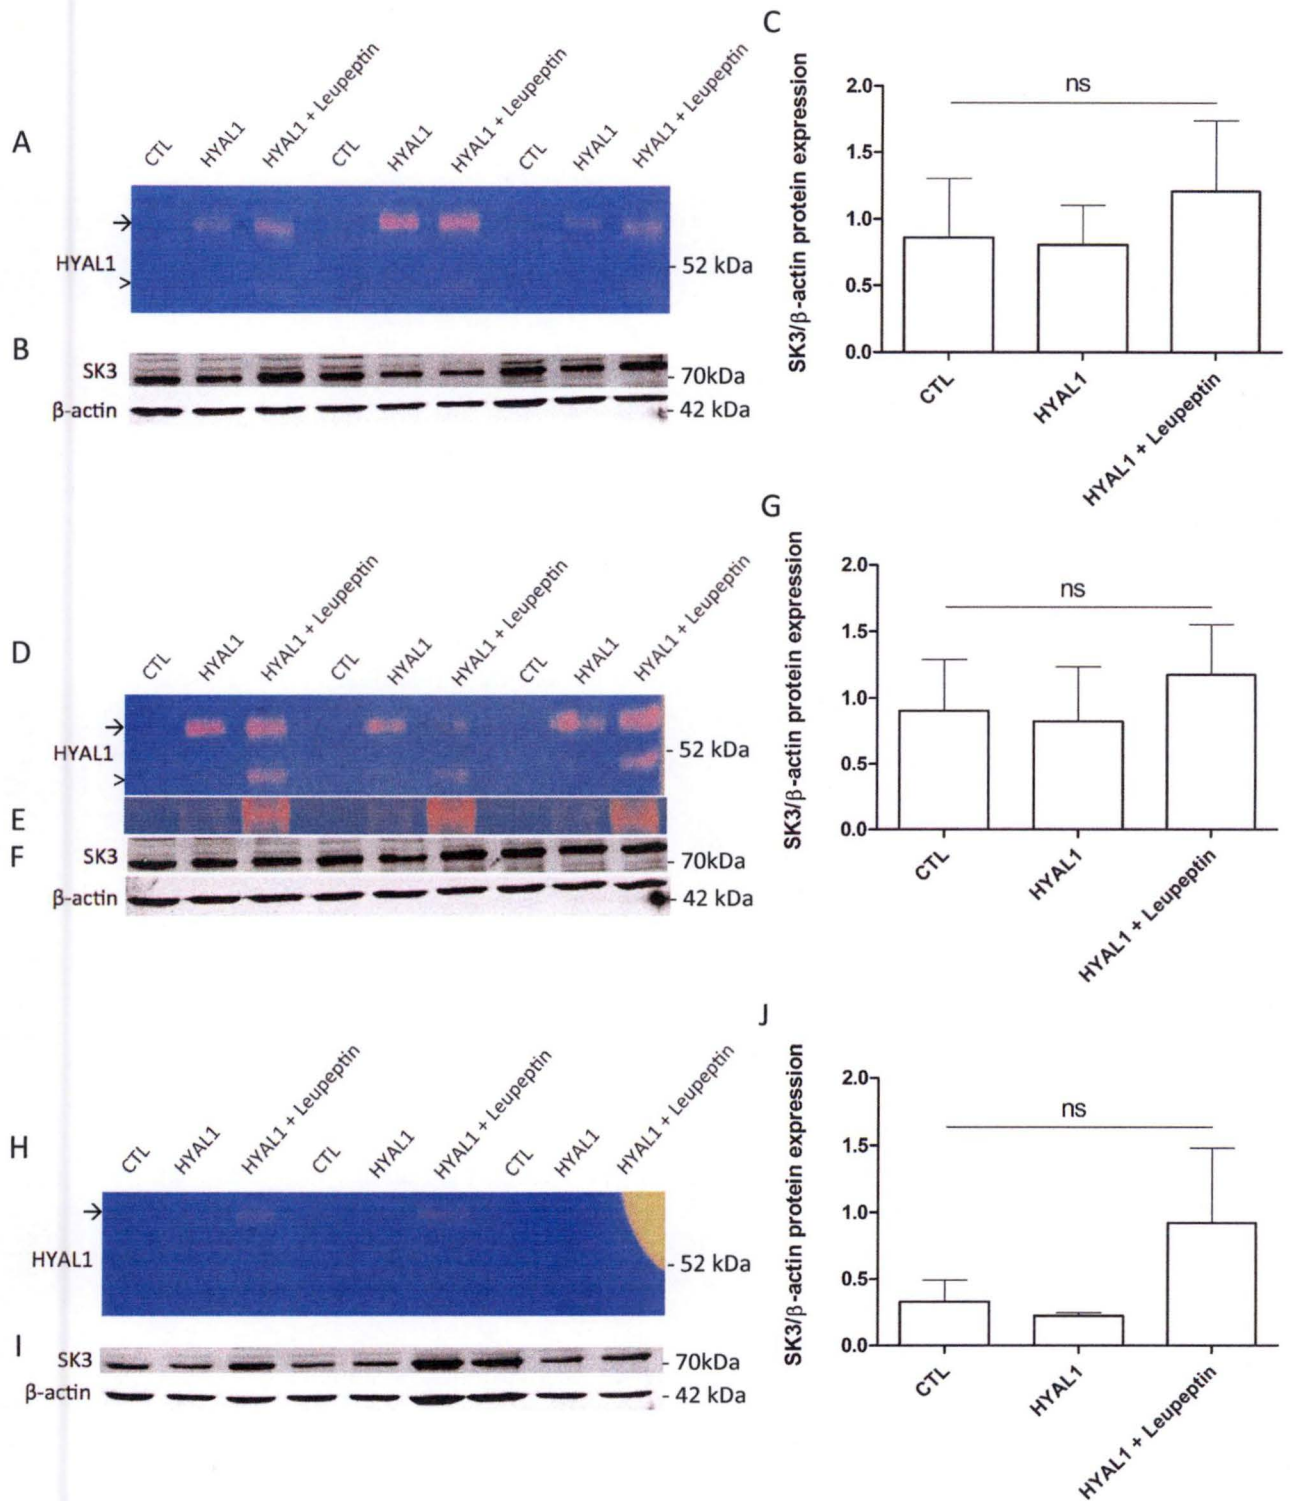 A
CTL
HYAL1
HYAL1 + Leupeptin
CTL
HYAL1
HYAL1 + Leupeptin
CTL
HYAL1
HYAL1 + Leupeptin
→
HYAL1
>
- 52 kDa
B
SK3
- 70kDa
β-actin
- 42 kDa
C
SK3/β-actin protein expression
2.0
1.5
1.0
0.5
0.0
ns
CTL
HYAL1
HYAL1 + Leupeptin
D
CTL
HYAL1
HYAL1 + Leupeptin
CTL
HYAL1
HYAL1 + Leupeptin
CTL
HYAL1
HYAL1 + Leupeptin
→
HYAL1
>
- 52 kDa
E
F
SK3
- 70kDa
β-actin
- 42 kDa
G
SK3/β-actin protein expression
2.0
1.5
1.0
0.5
0.0
ns
CTL
HYAL1
HYAL1 + Leupeptin
H
CTL
HYAL1
HYAL1 + Leupeptin
CTL
HYAL1
HYAL1 + Leupeptin
CTL
HYAL1
HYAL1 + Leupeptin
→
HYAL1
- 52 kDa
I
SK3
- 70kDa
β-actin
- 42 kDa
J
SK3/β-actin protein expression
2.0
1.5
1.0
0.5
0.0
ns
CTL
HYAL1
HYAL1 + Leupeptin